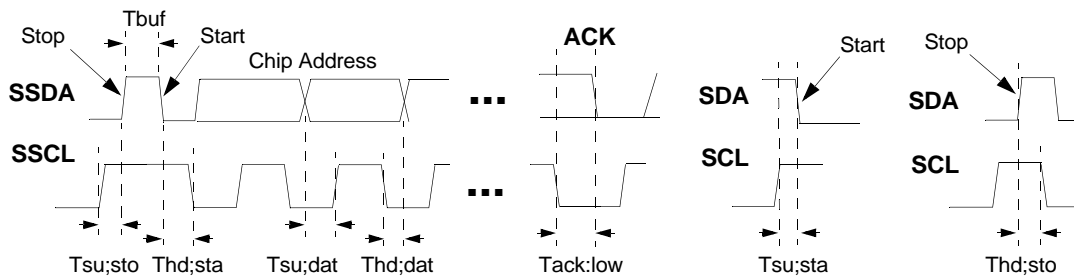 Tbuf
Stop
Start
ACK
Chip Address
Start
Stop
SSDA
...
SDA
SDA
SSCL
...
SCL
SCL
Tsu;sto
Thd;sta
Tsu;dat
Thd;dat
Tack:low
Tsu;sta
Thd;sto